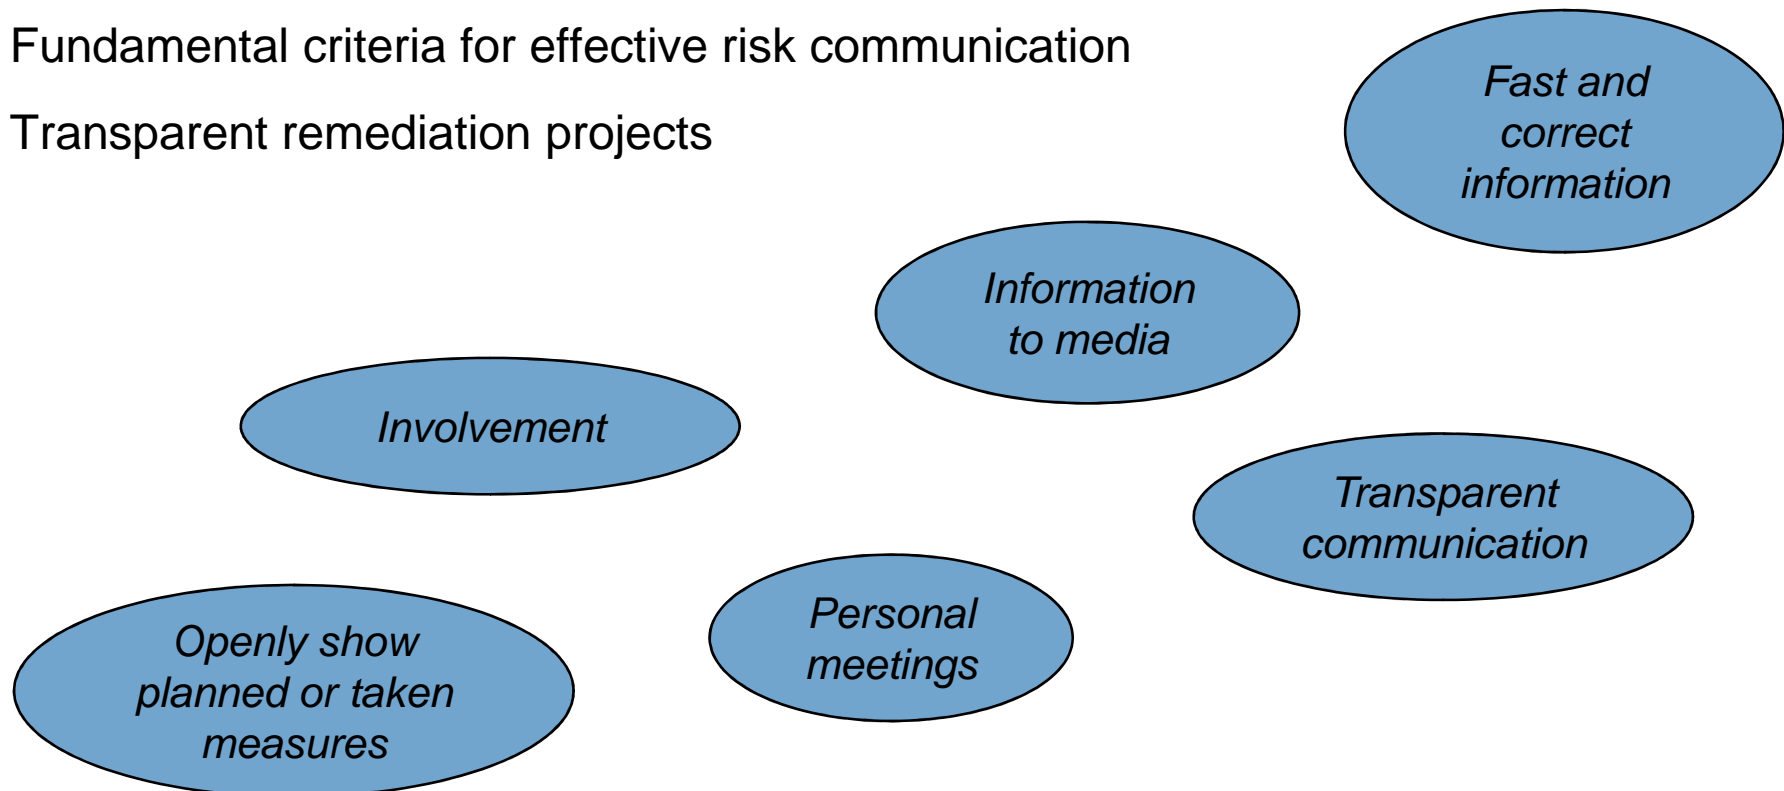 Fundamental criteria for effective risk communication
Transparent remediation projects
Fast and
correct
information
Information
to media
Involvement
Transparent
communication
Personal
meetings
Openly show
planned or taken
measures